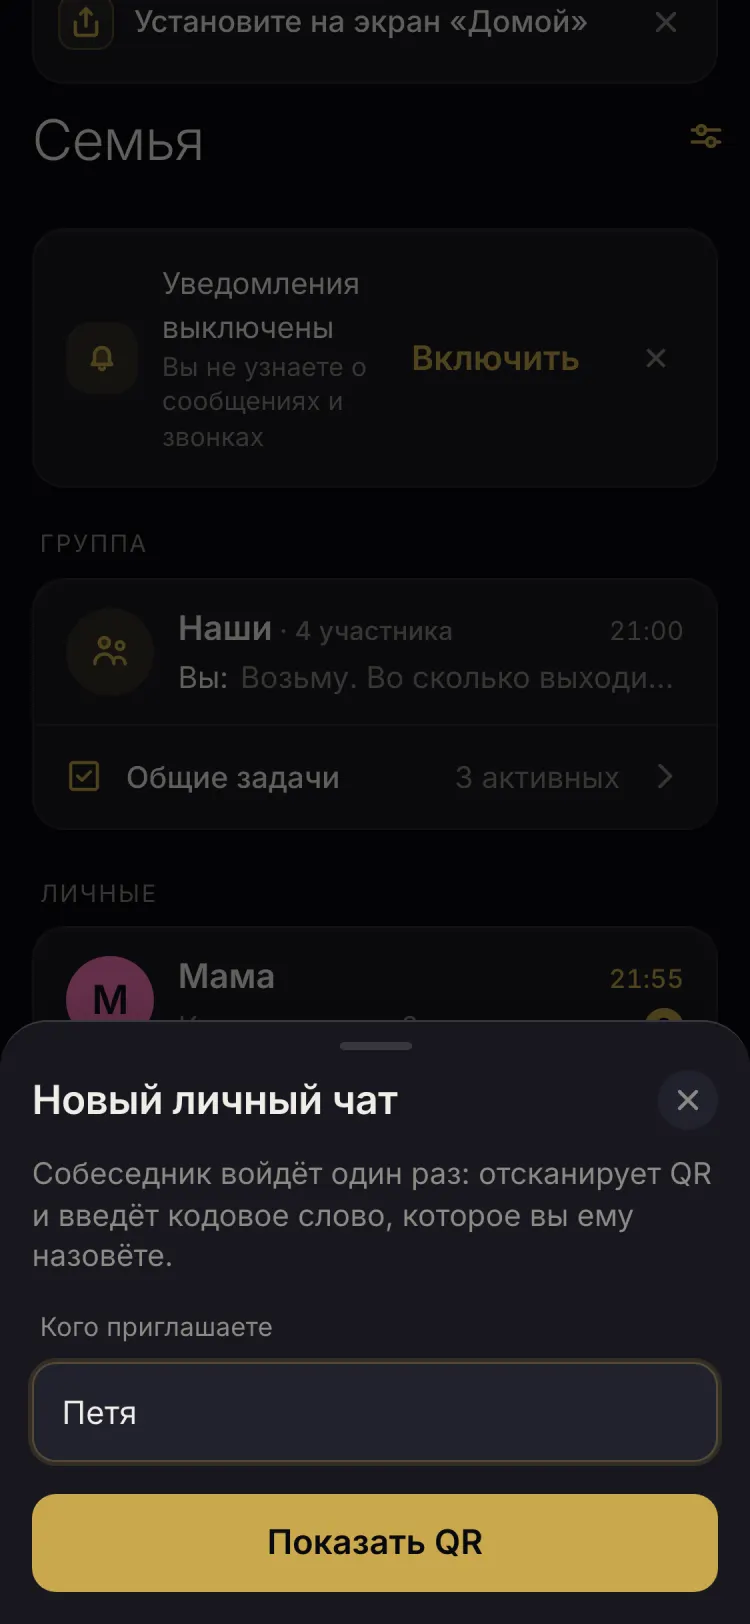 Установите на экран «Домой»
Семья
Уведомления
выключены
Вы не узнаете о
сообщениях и
звонках
Включить
ГРУППА
Наши · 4 участника 21:00
Вы: Возьму. Во сколько выходи...
Общие задачи 3 активных
ЛИЧНЫЕ
М Мама 21:55
Новый личный чат
Собеседник войдёт один раз: отсканирует QR
и введёт кодовое слово, которое вы ему
назовёте.
Кого приглашаете
Петя
Показать QR